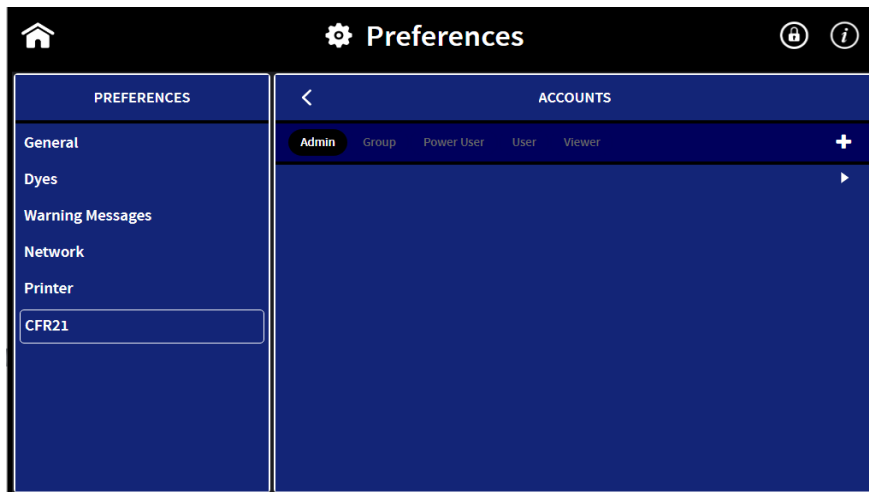 Preferences
PREFERENCES
General
Dyes
Warning Messages
Network
Printer
CFR21
ACCOUNTS
Admin Group Power User User Viewer